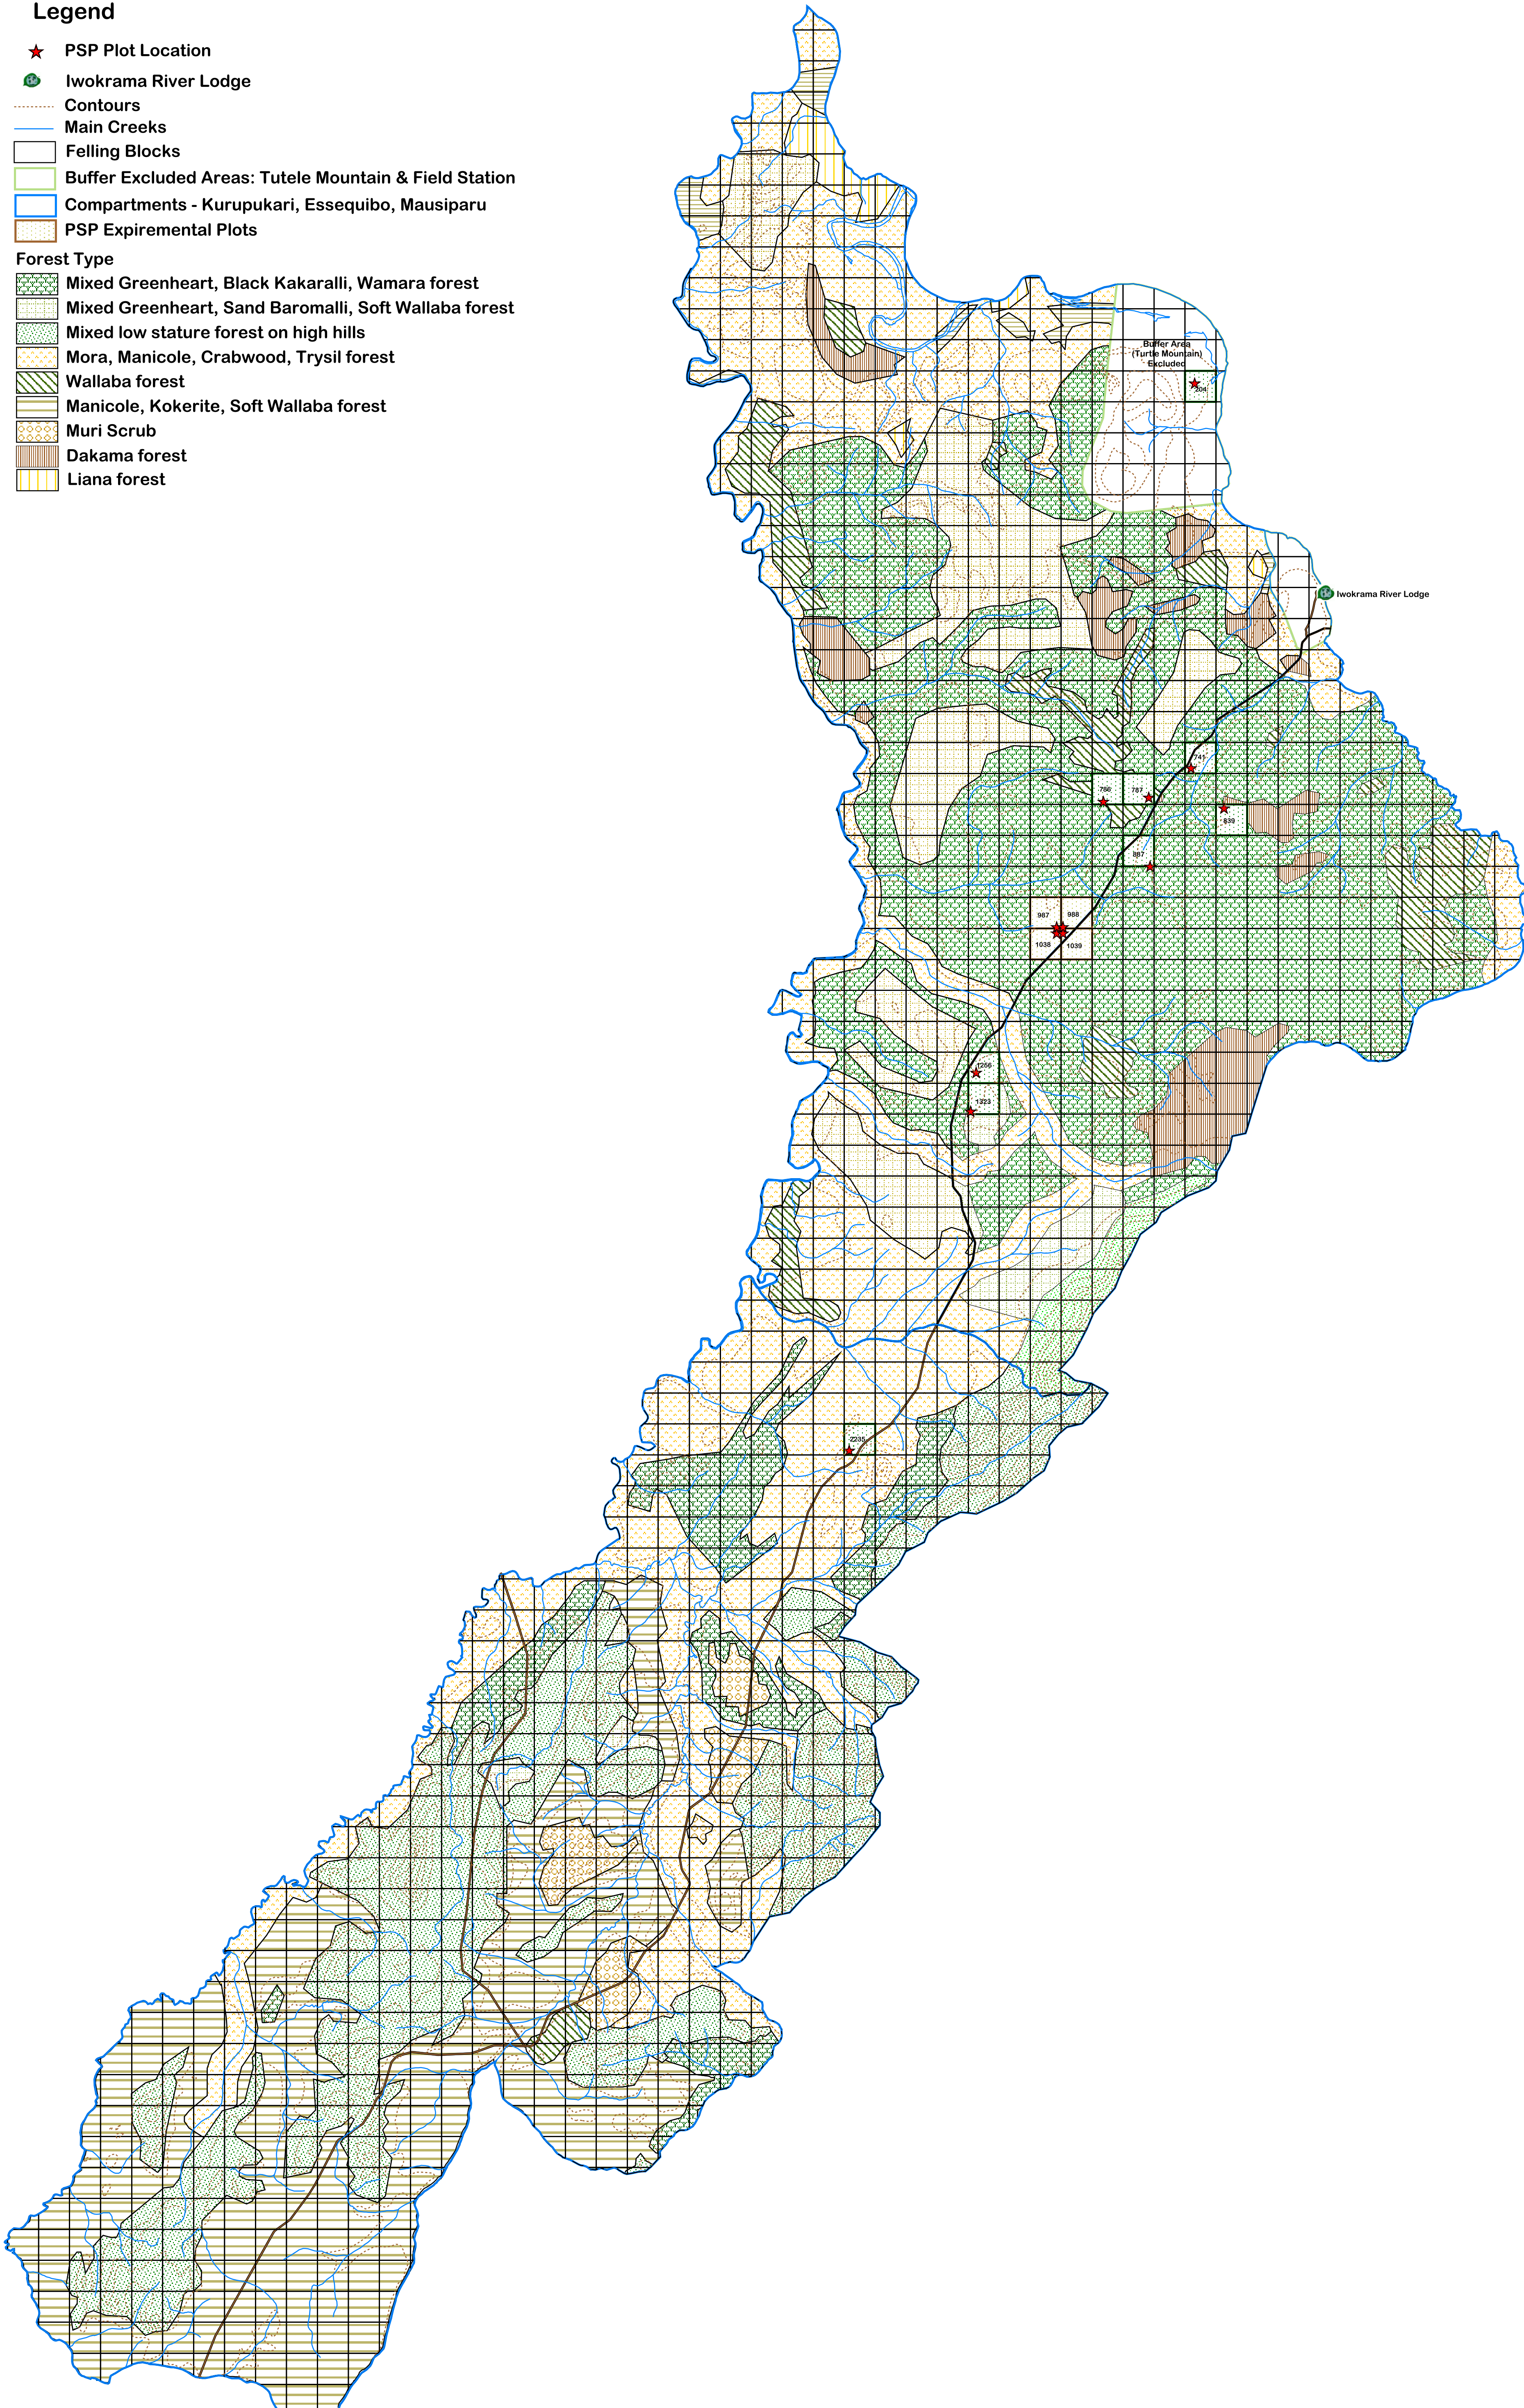 Legend
PSP Plot Location
Iwokrama River Lodge
Contours
Main Creeks
Felling Blocks
Buffer Excluded Areas: Tutele Mountain & Field Station
Compartments - Kurupukari, Essequibo, Mausiparu
PSP Expiremental Plots
Forest Type
Mixed Greenheart, Black Kakaralli, Wamara forest
Mixed Greenheart, Sand Baromalli, Soft Wallaba forest
Mixed low stature forest on high hills
Mora, Manicole, Crabwood, Trysil forest
Wallaba forest
Manicole, Kokerite, Soft Wallaba forest
Muri Scrub
Dakama forest
Liana forest
Buffer Area
(Turtle Mountain)
Excluded
204
Iwokrama River Lodge
741
787
839
887
987
988
1038
1039
1323
2235